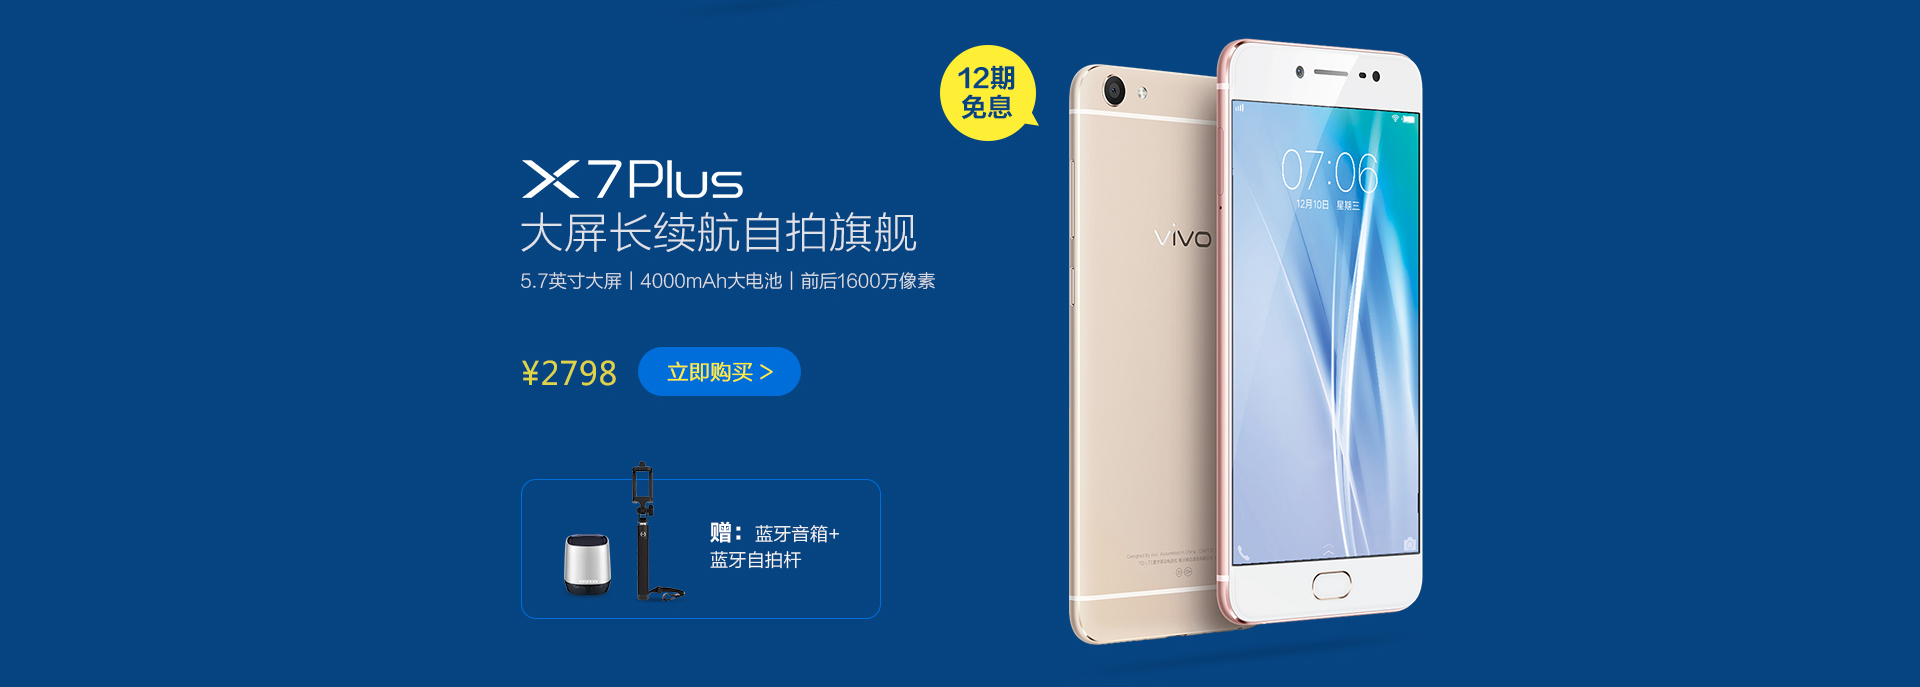 12期
免息
X7Plus
大屏长续航自拍旗舰
5.7英寸大屏｜4000mAh大电池｜前后1600万像素
¥2798
立即购买 >
赠：蓝牙音箱+
蓝牙自拍杆
vivo
07:06
12月10日 星期三